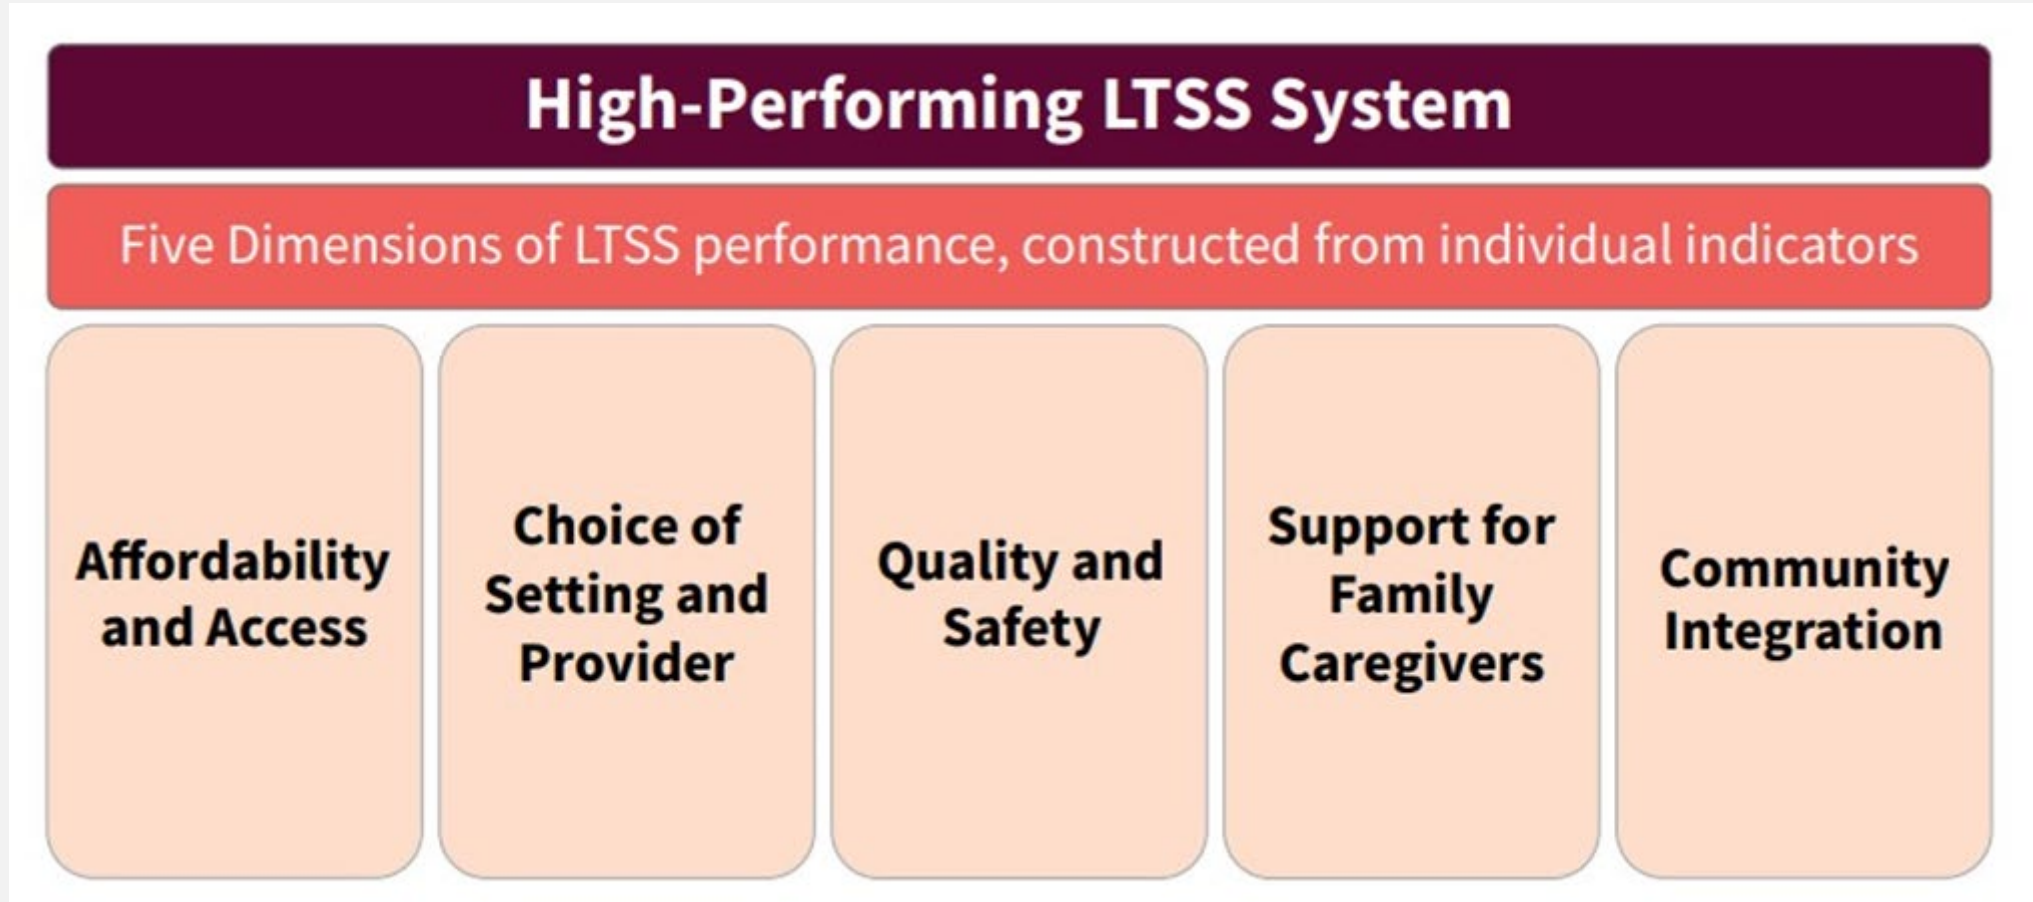 High-Performing LTSS System
Five Dimensions of LTSS performance, constructed from individual indicators
Affordability
and Access
Choice of
Setting and
Provider
Quality and
Safety
Support for
Family
Caregivers
Community
Integration